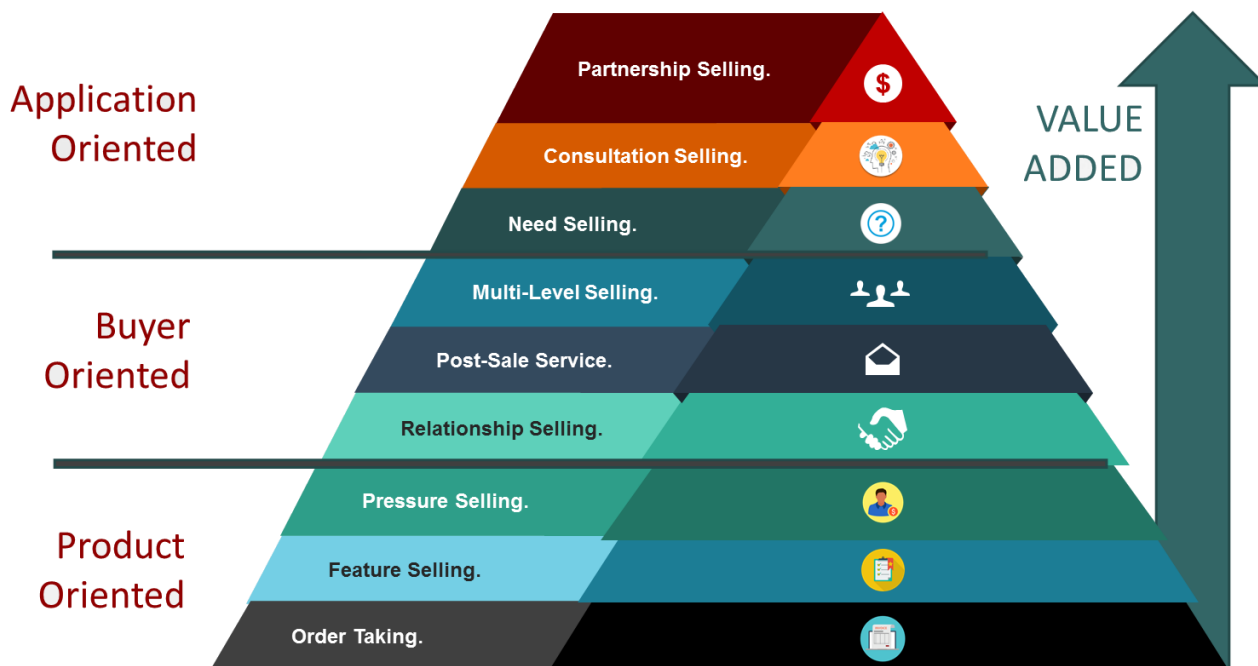 Partnership Selling.
Application
Oriented
$
VALUE
ADDED
Consultation Selling.
Need Selling.
?
Multi-Level Selling.
Buyer
Oriented
Post-Sale Service.
Relationship Selling.
Pressure Selling.
$
Product
Oriented
Feature Selling.
Order Taking.